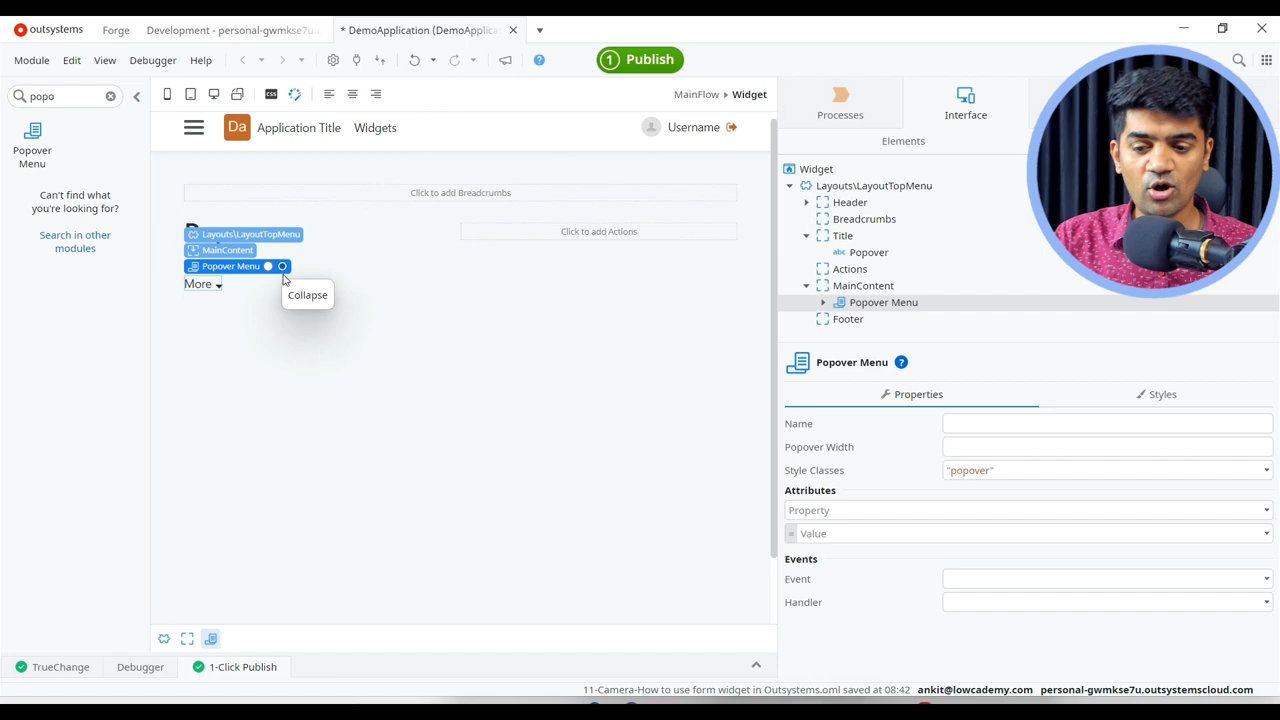 outsystems Forge Development - personal-gwmkse7u.c * DemoApplication (DemoApplicat
Module Edit View Debugger Help 1 Publish
popo MainFlow Widget Processes Interface
Da Application Title Widgets Username
Elements
Popover
Menu
Can't find what
you're looking for?
Search in other
modules
Click to add Breadcrumbs
Click to add Actions
Layouts\LayoutTopMenu
MainContent
Popover Menu
More
Collapse
Widget
Layouts\LayoutTopMenu
Header
Breadcrumbs
Title
abc Popover
Actions
MainContent
Popover Menu
Footer
Popover Menu ?
Properties Styles
Name
Popover Width
Style Classes "popover"
Attributes
Property
= Value
Events
Event
Handler
TrueChange Debugger 1-Click Publish
11-Camera-How to use form widget in Outsystems.oml saved at 08:42 ankit@lowcademy.com personal-gwmkse7u.outsystemscloud.com